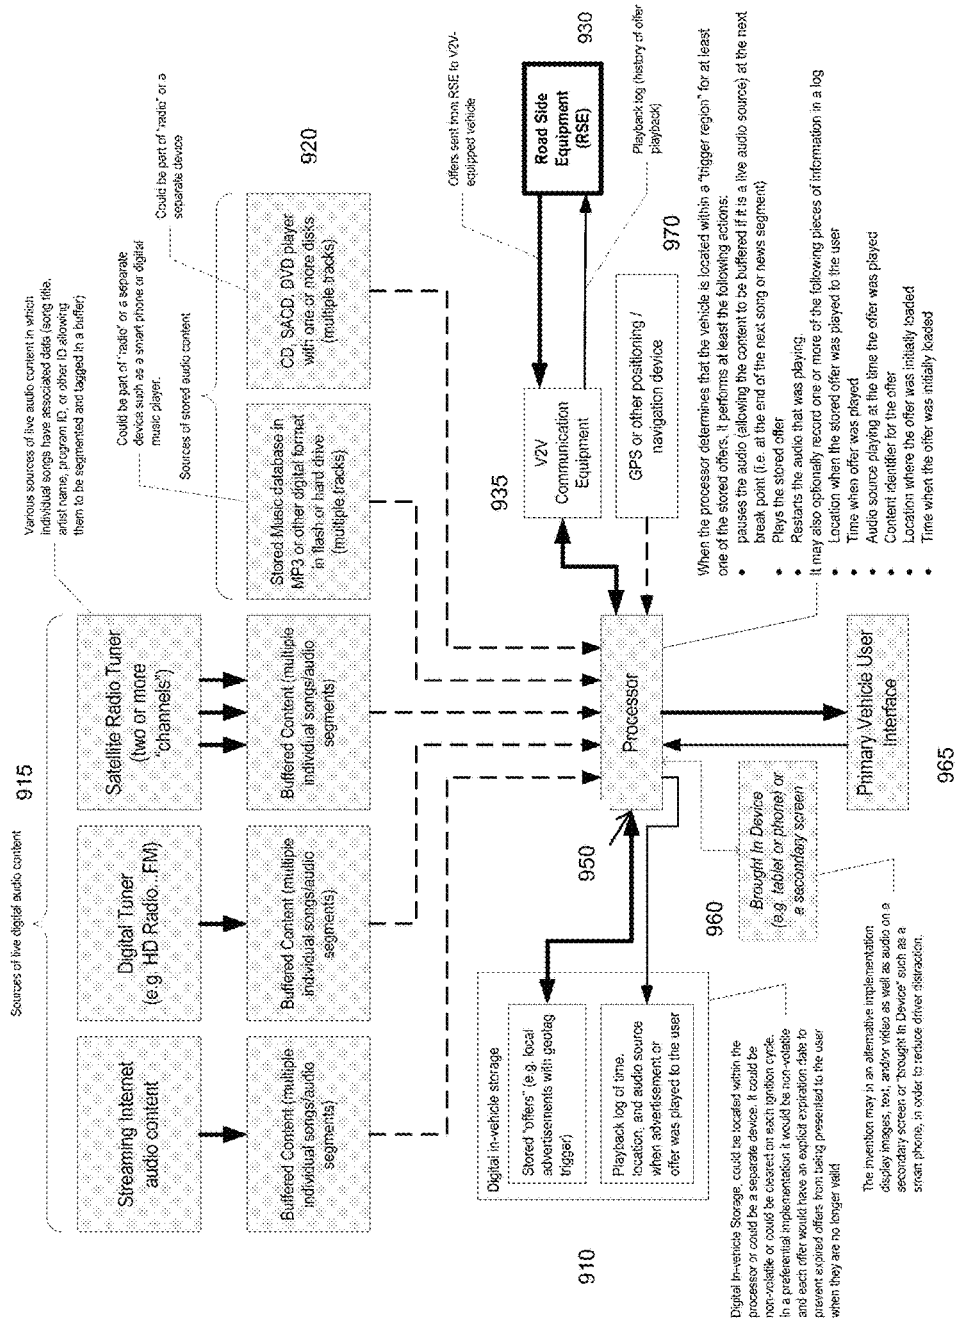 Sources of live digital audio content
915
Various sources of live audio content in which
individual songs have associated data (song title,
artist name, program ID, or other ID allowing
them to be segmented and tagged in a buffer)
Streaming Internet
audio content
Digital Tuner
(e.g. HD Radio...FM)
Satellite Radio Tuner
(two or more
"channels")
Could be part of "radio" or a separate
device such as a smart phone or digital
music player.
Could be part of "radio" or a
separate device
Sources of stored audio content
920
Buffered Content (multiple
individual songs/audio
segments)
Buffered Content (multiple
individual songs/audio
segments)
Buffered Content (multiple
individual songs/audio
segments)
Stored Music database in
MP3 or other digital format
in flash or hard drive
(multiple tracks)
CD, SACD, DVD player
with one or more disks
(multiple tracks)
Offers sent from RSE to V2V-
equipped vehicle
935
V2V
Communication
Equipment
Road Side
Equipment
(RSE)
930
Playback log (history of offer
playback)
910
Digital in-vehicle storage
Stored "offers" (e.g. local
advertisements with geotag
trigger)
Playback log of time,
location, and audio source
when advertisement or
offer was played to the user
950
Processor
GPS or other positioning /
navigation device
970
960
Brought In Device
(e.g. tablet or phone) or
a secondary screen
When the processor determines that the vehicle is located within a "trigger region" for at least
one of the stored offers, it performs at least the following actions:
• pauses the audio (allowing the content to be buffered if it is a live audio source) at the next
break point (i.e. at the end of the next song or news segment)
• Plays the stored offer
• Restarts the audio that was playing
It may also optionally record one or more of the following pieces of information in a log
• Location when the stored offer was played to the user
• Time when offer was played
• Audio source playing at the time the offer was played
• Content identifier for the offer
• Location where the offer was initially loaded
• Time when the offer was initially loaded
Digital In-vehicle Storage, could be located within the
processor or could be a separate device. It could be
non-volatile or could be cleared on each ignition cycle.
In a preferential implementation it would be non-volatile
and each offer would have an explicit expiration date to
prevent expired offers from being presented to the user
when they are no longer valid
Primary Vehicle User
Interface
965
The invention may in an alternative implementation
display images, text, and/or video as well as audio on a
secondary screen or "brought In Device" such as a
smart phone, in order to reduce driver distraction.